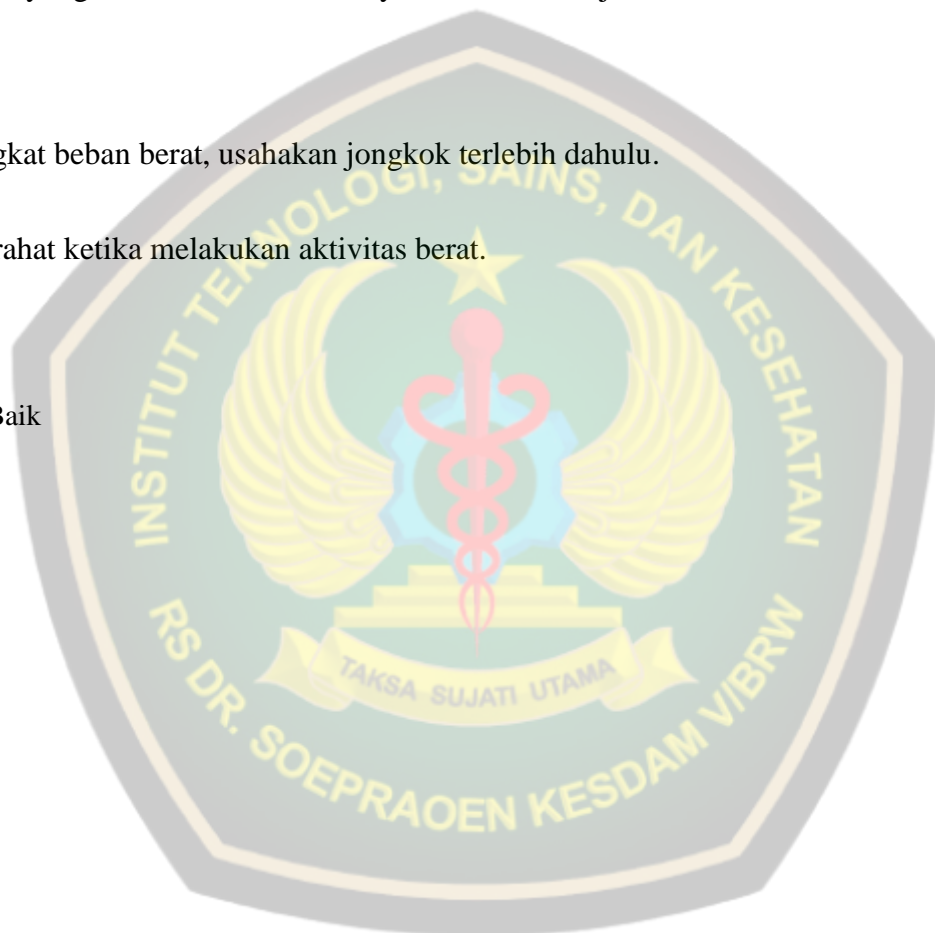 gkat beban berat, usahakan jongkok terlebih dahulu.
rahat ketika melakukan aktivitas berat.
Baik
INSTITUT TEKNOLOGI, SAINS, DAN KESEHATAN
RS DR. SOEPRAOEN KESDAM V/BRW
TAKSA SUJATI UTAMA